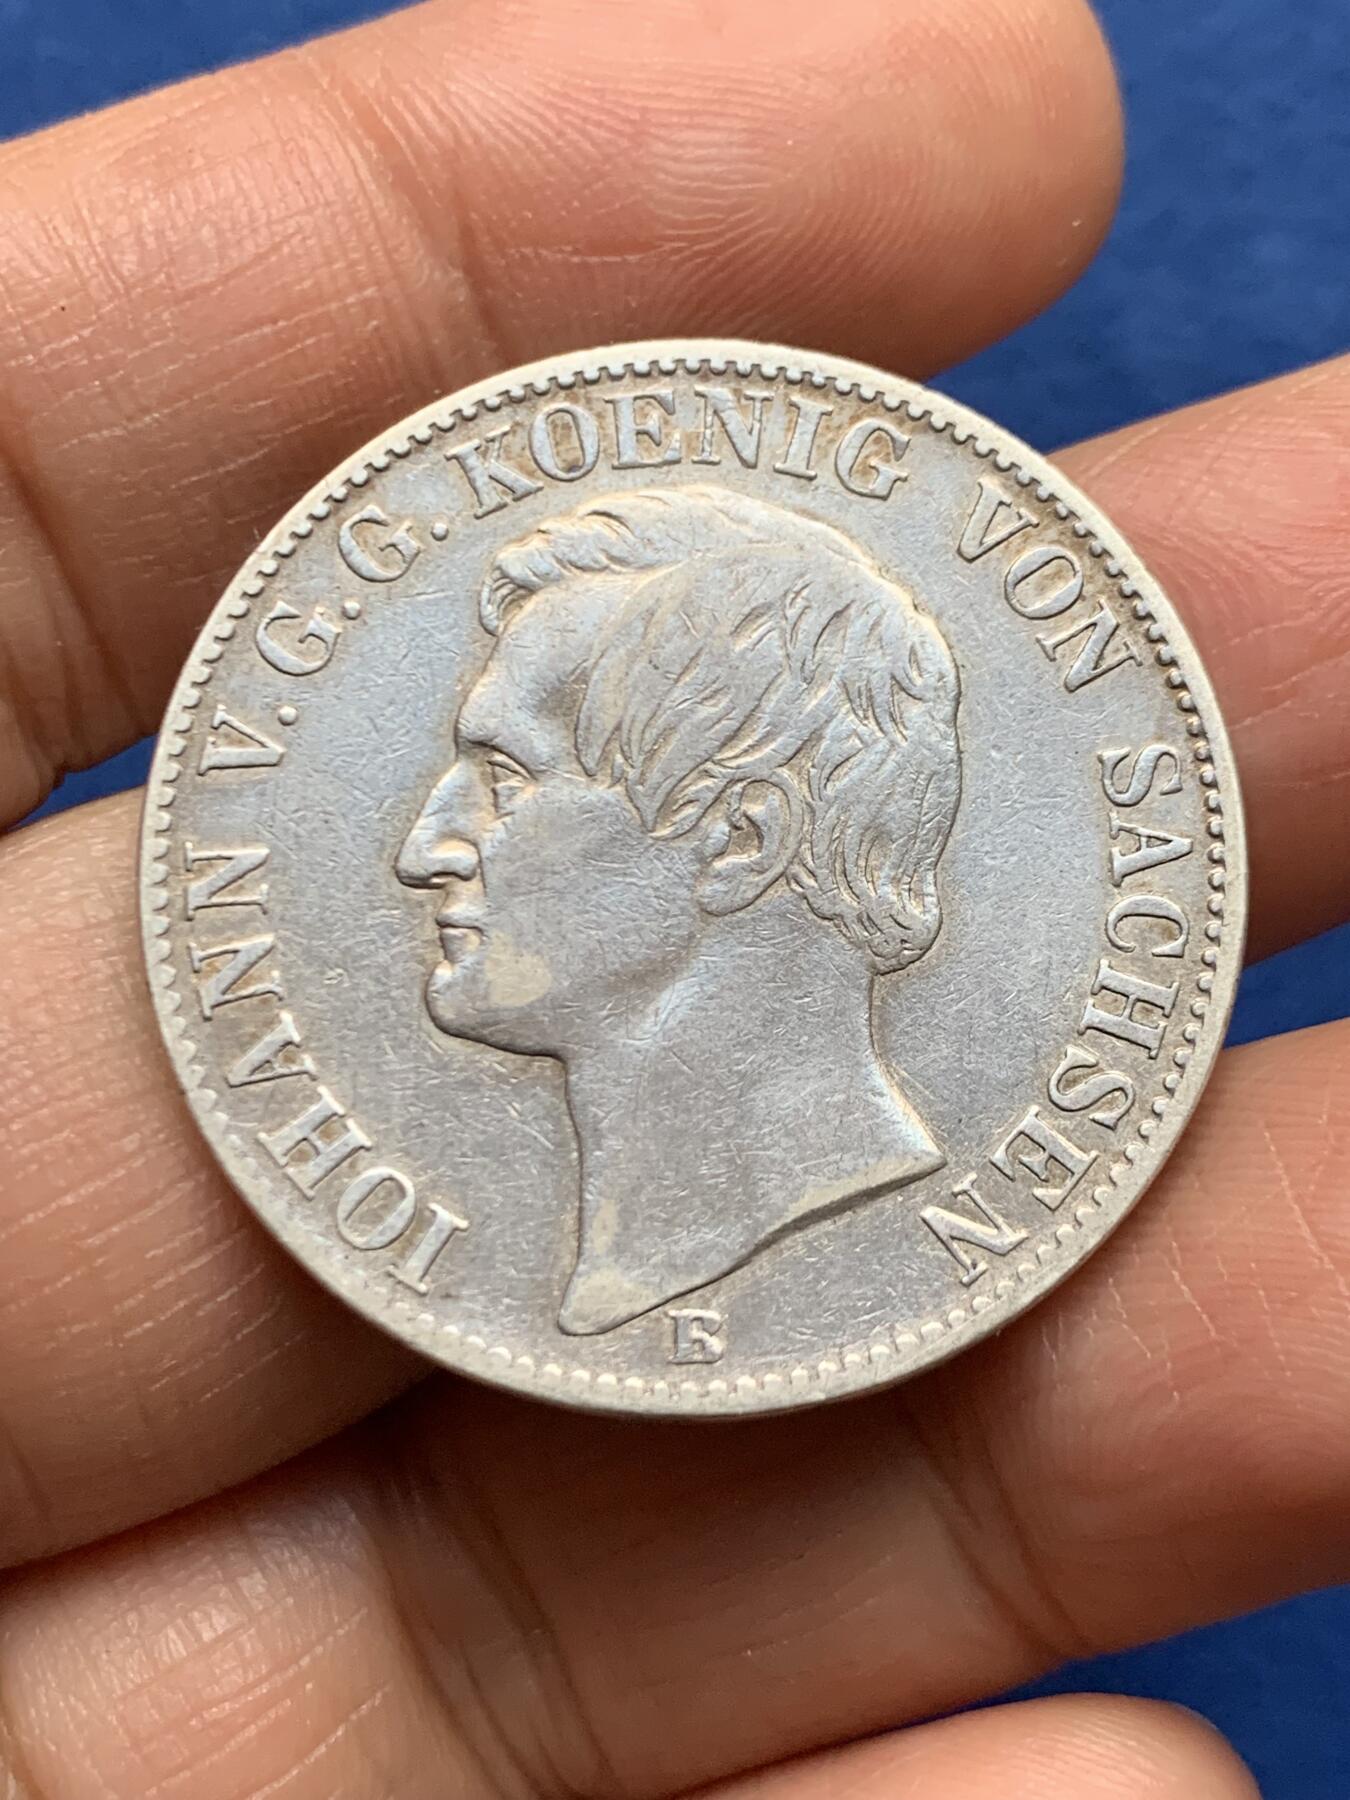 IOHANN V. G. G. KOENIG VON SACHSEN
B